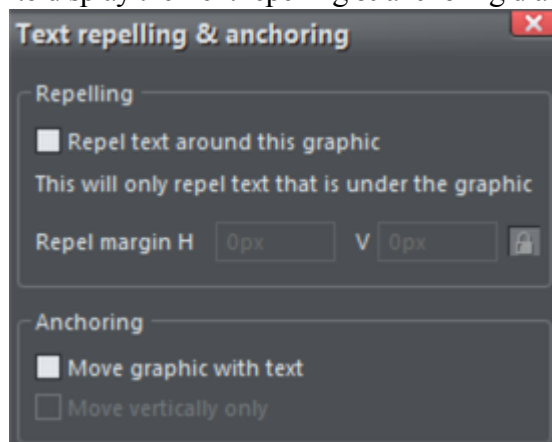 Text repelling & anchoring
Repelling
Repel text around this graphic
This will only repel text that is under the graphic
Repel margin H 0px V 0px
Anchoring
Move graphic with text
Move vertically only